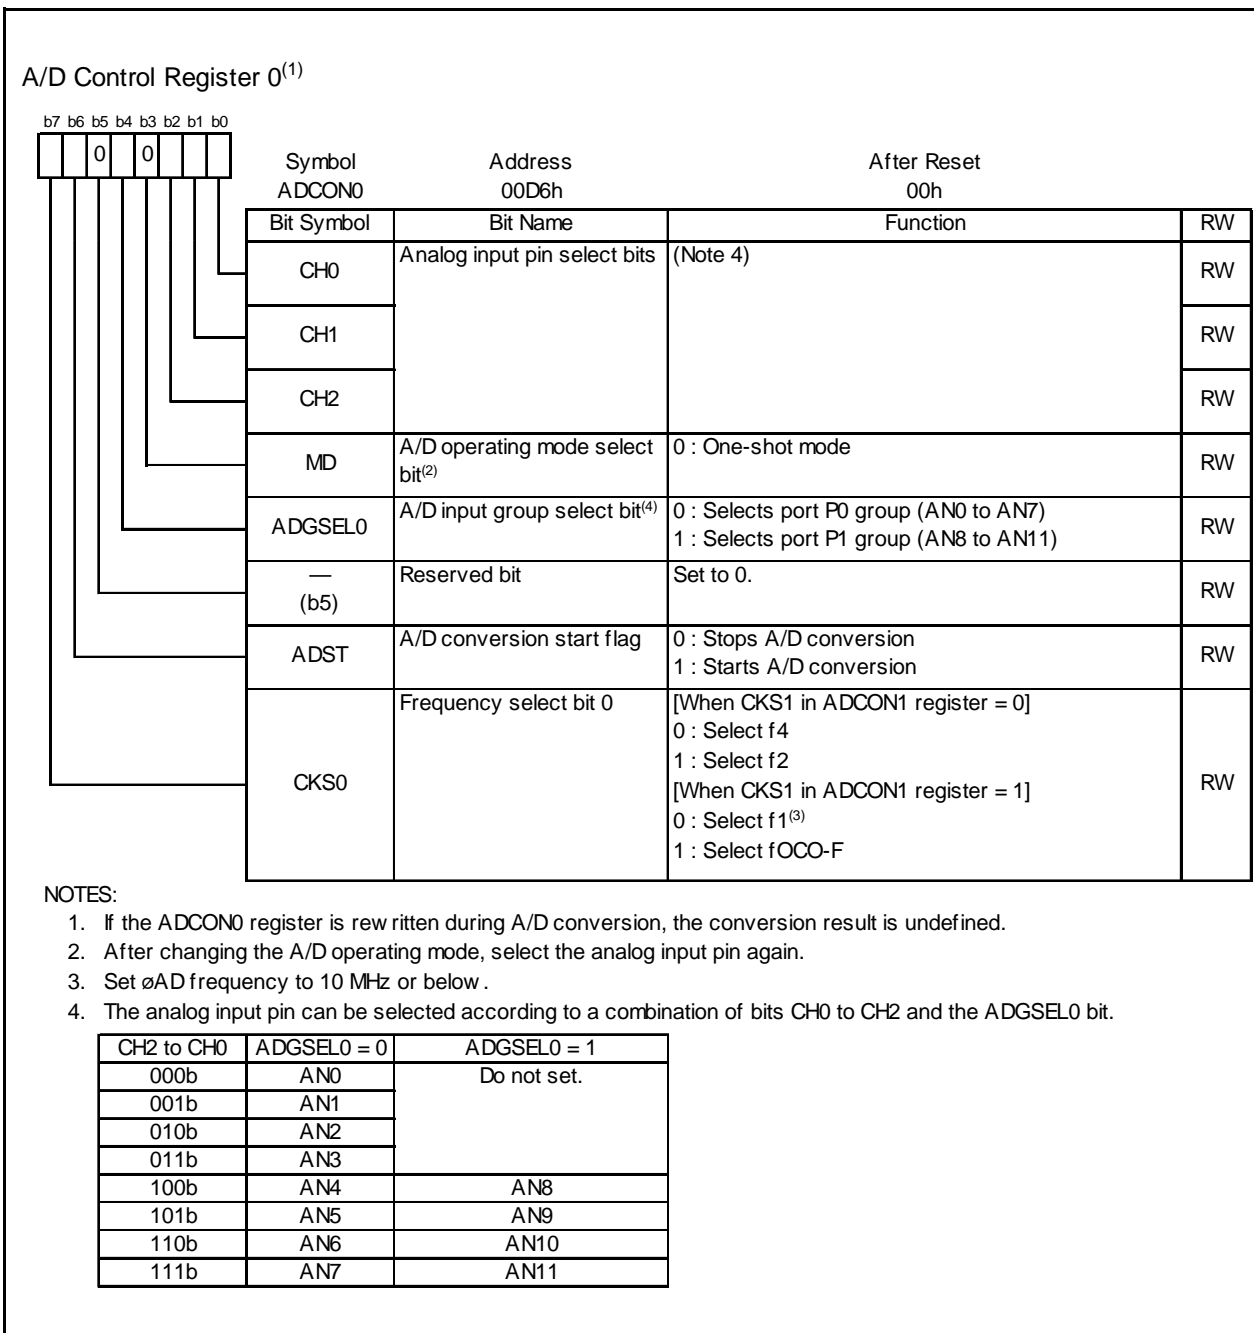 A/D Control Register 0(1)
b7 b6 b5 b4 b3 b2 b1 b0
0 0
Symbol Address After Reset
ADCON0 00D6h 00h
Bit Symbol Bit Name Function RW
CH0 Analog input pin select bits (Note 4) RW
CH1 RW
CH2 RW
MD A/D operating mode select bit(2) 0 : One-shot mode RW
ADGSEL0 A/D input group select bit(4) 0 : Selects port P0 group (AN0 to AN7)
1 : Selects port P1 group (AN8 to AN11) RW
— (b5) Reserved bit Set to 0. RW
ADST A/D conversion start flag 0 : Stops A/D conversion
1 : Starts A/D conversion RW
CKS0 Frequency select bit 0 [When CKS1 in ADCON1 register = 0]
0 : Select f4
1 : Select f2
[When CKS1 in ADCON1 register = 1]
0 : Select f1(3)
1 : Select fOCO-F RW
NOTES:
1. If the ADCON0 register is rewritten during A/D conversion, the conversion result is undefined.
2. After changing the A/D operating mode, select the analog input pin again.
3. Set øAD frequency to 10 MHz or below.
4. The analog input pin can be selected according to a combination of bits CH0 to CH2 and the ADGSEL0 bit.
CH2 to CH0 ADGSEL0 = 0 ADGSEL0 = 1
000b AN0 Do not set.
001b AN1
010b AN2
011b AN3
100b AN4 AN8
101b AN5 AN9
110b AN6 AN10
111b AN7 AN11